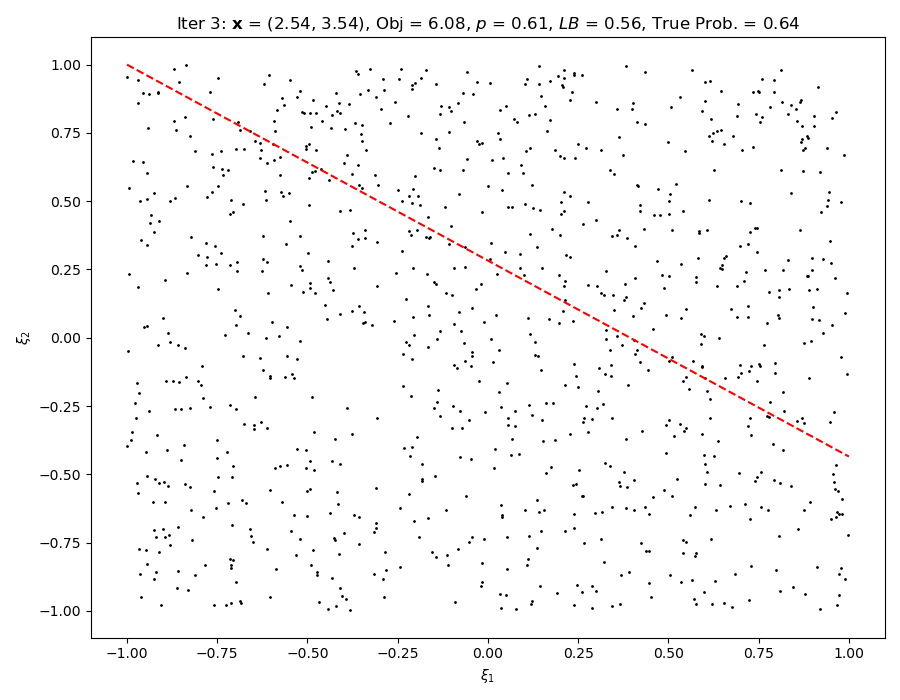 Iter 3: x = (2.54, 3.54), Obj = 6.08, p = 0.61, LB = 0.56, True Prob. = 0.64
1.00
0.75
0.50
0.25
0.00
−0.25
−0.50
−0.75
−1.00
ξ2
−1.00 −0.75 −0.50 −0.25 0.00 0.25 0.50 0.75 1.00
ξ1